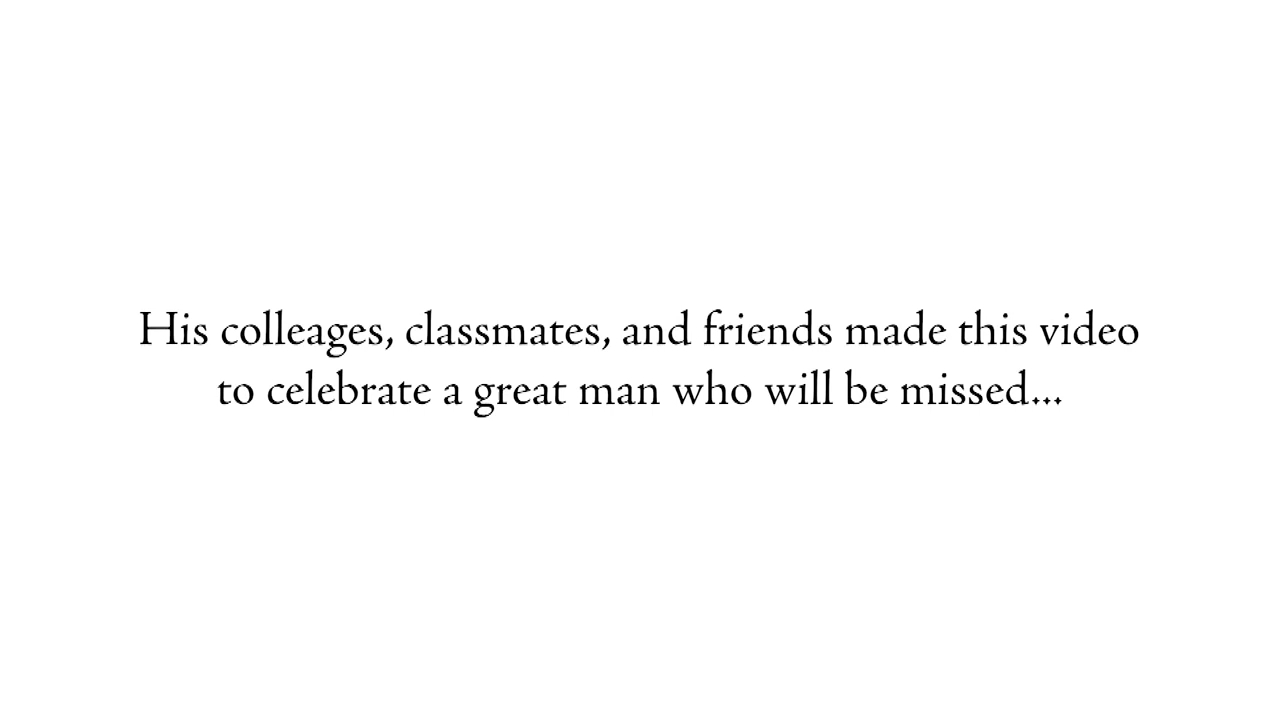 His colleages, classmates, and friends made this video
to celebrate a great man who will be missed...